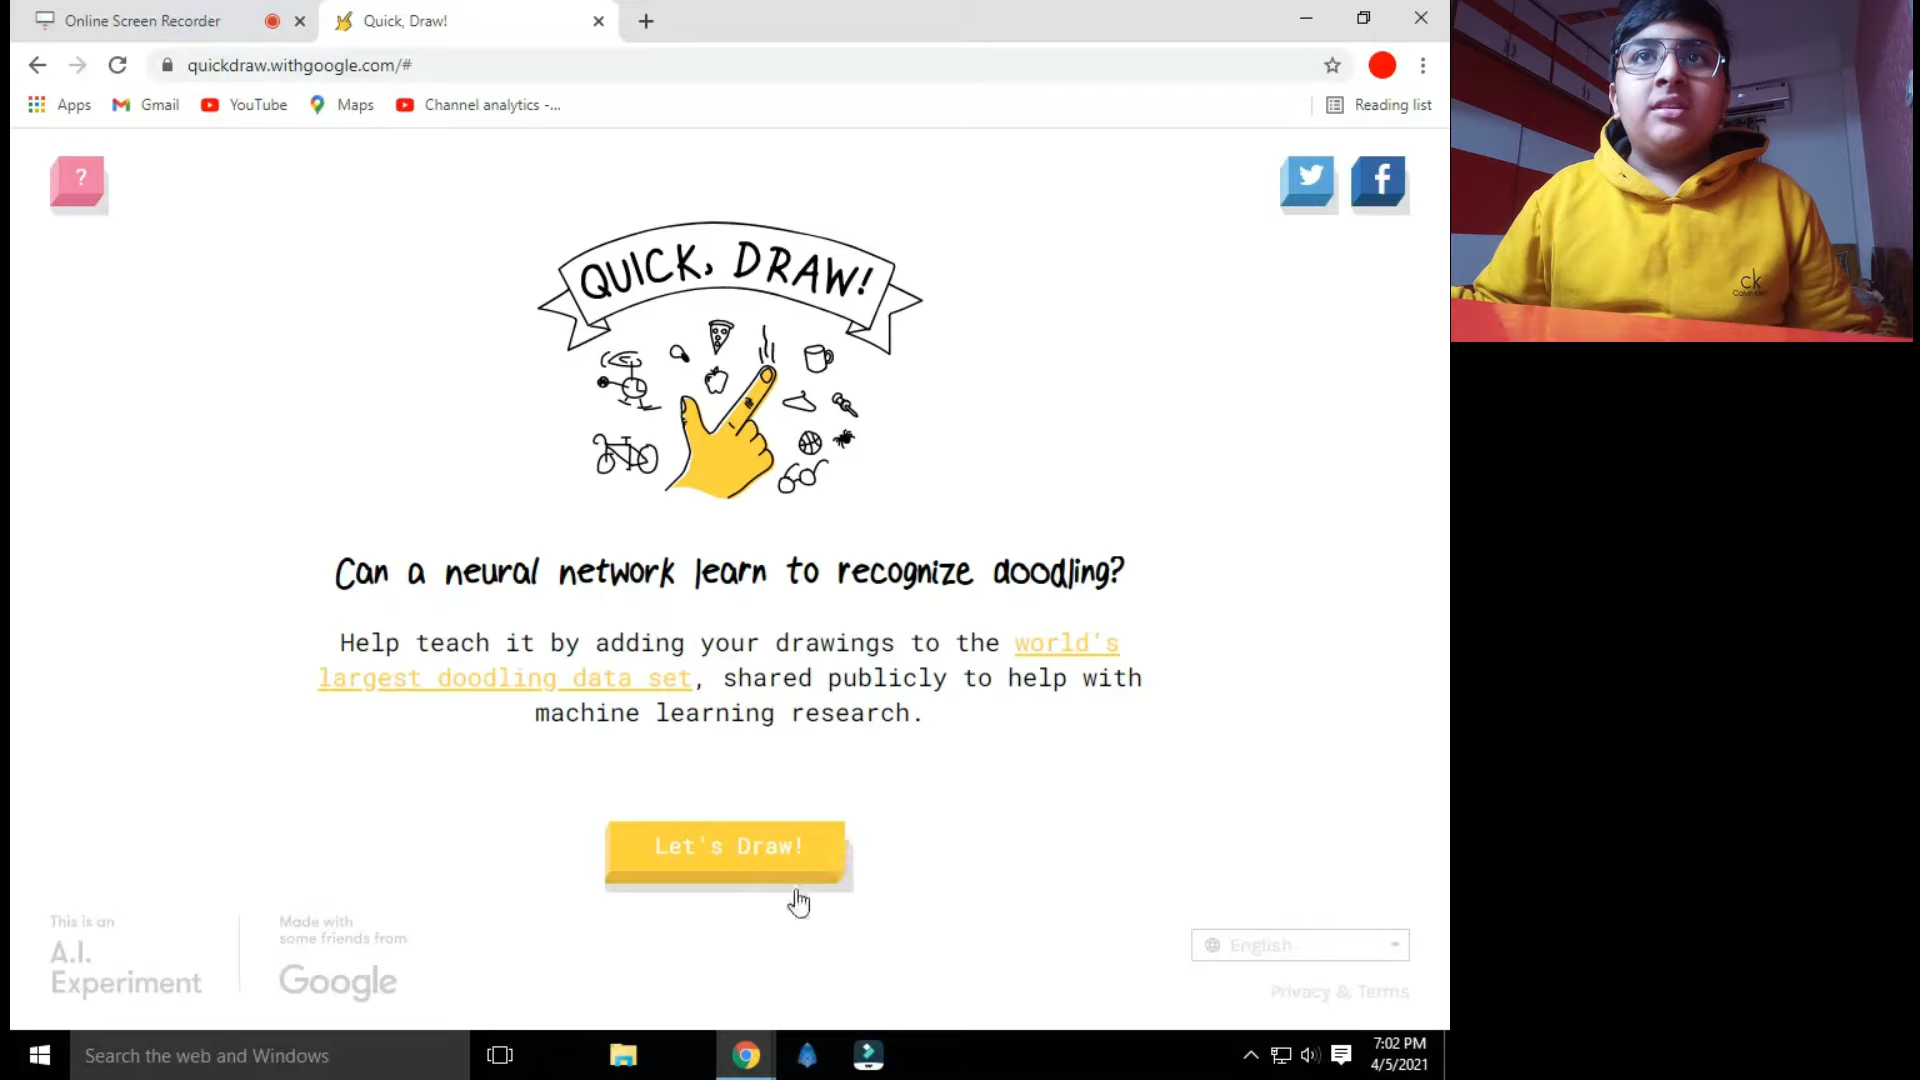 Online Screen Recorder
Quick, Draw!
quickdraw.withgoogle.com/#
Apps
Gmail
YouTube
Maps
Channel analytics -...
Reading list
?
QUICK, DRAW!
Can a neural network learn to recognize doodling?
Help teach it by adding your drawings to the world's
largest doodling data set, shared publicly to help with
machine learning research.
Let's Draw!
This is an
A.I.
Experiment
Made with
some friends from
Google
English
Privacy & Terms
Search the web and Windows
7:02 PM
4/5/2021
ck
Calvin Klein